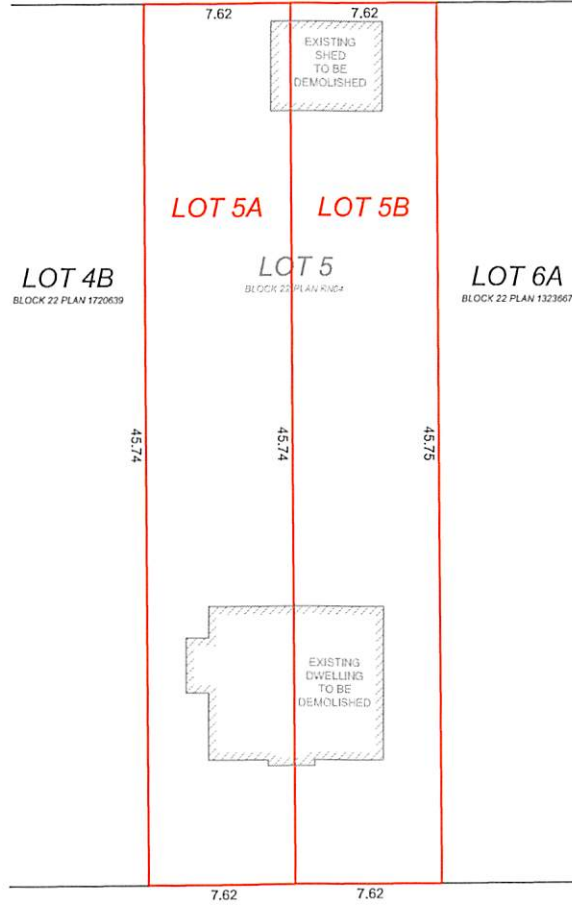 7.62 7.62
EXISTING
SHED
TO BE
DEMOLISHED
LOT 5A LOT 5B
LOT 4B
BLOCK 22 PLAN 1720639
LOT 5
BLOCK 22 PLAN RN64
LOT 6A
BLOCK 22 PLAN 1323667
45.74
45.74
45.75
EXISTING
DWELLING
TO BE
DEMOLISHED
7.62 7.62